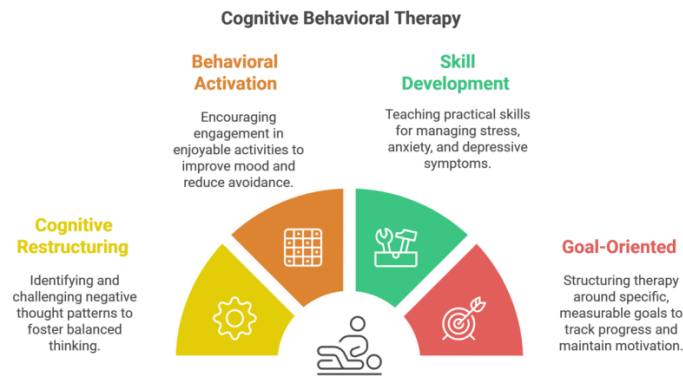 Cognitive Behavioral Therapy
Behavioral
Activation
Encouraging
engagement in
enjoyable activities to
improve mood and
reduce avoidance.
Skill
Development
Teaching practical skills
for managing stress,
anxiety, and depressive
symptoms.
Cognitive
Restructuring
Identifying and
challenging negative
thought patterns to
foster balanced
thinking.
Goal-Oriented
Structuring therapy
around specific,
measurable goals to
track progress and
maintain motivation.